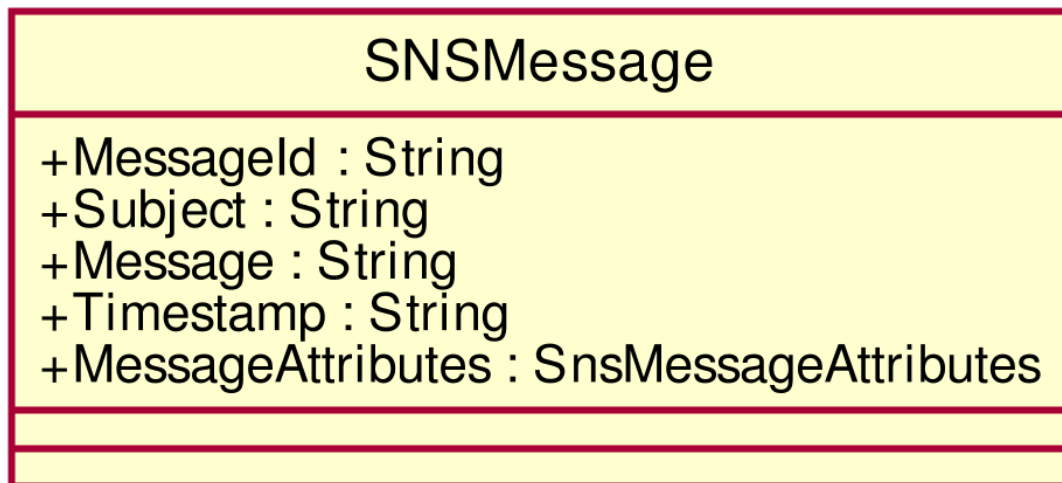 SNSMessage
+MessageId : String
+Subject : String
+Message : String
+Timestamp : String
+MessageAttributes : SnsMessageAttributes